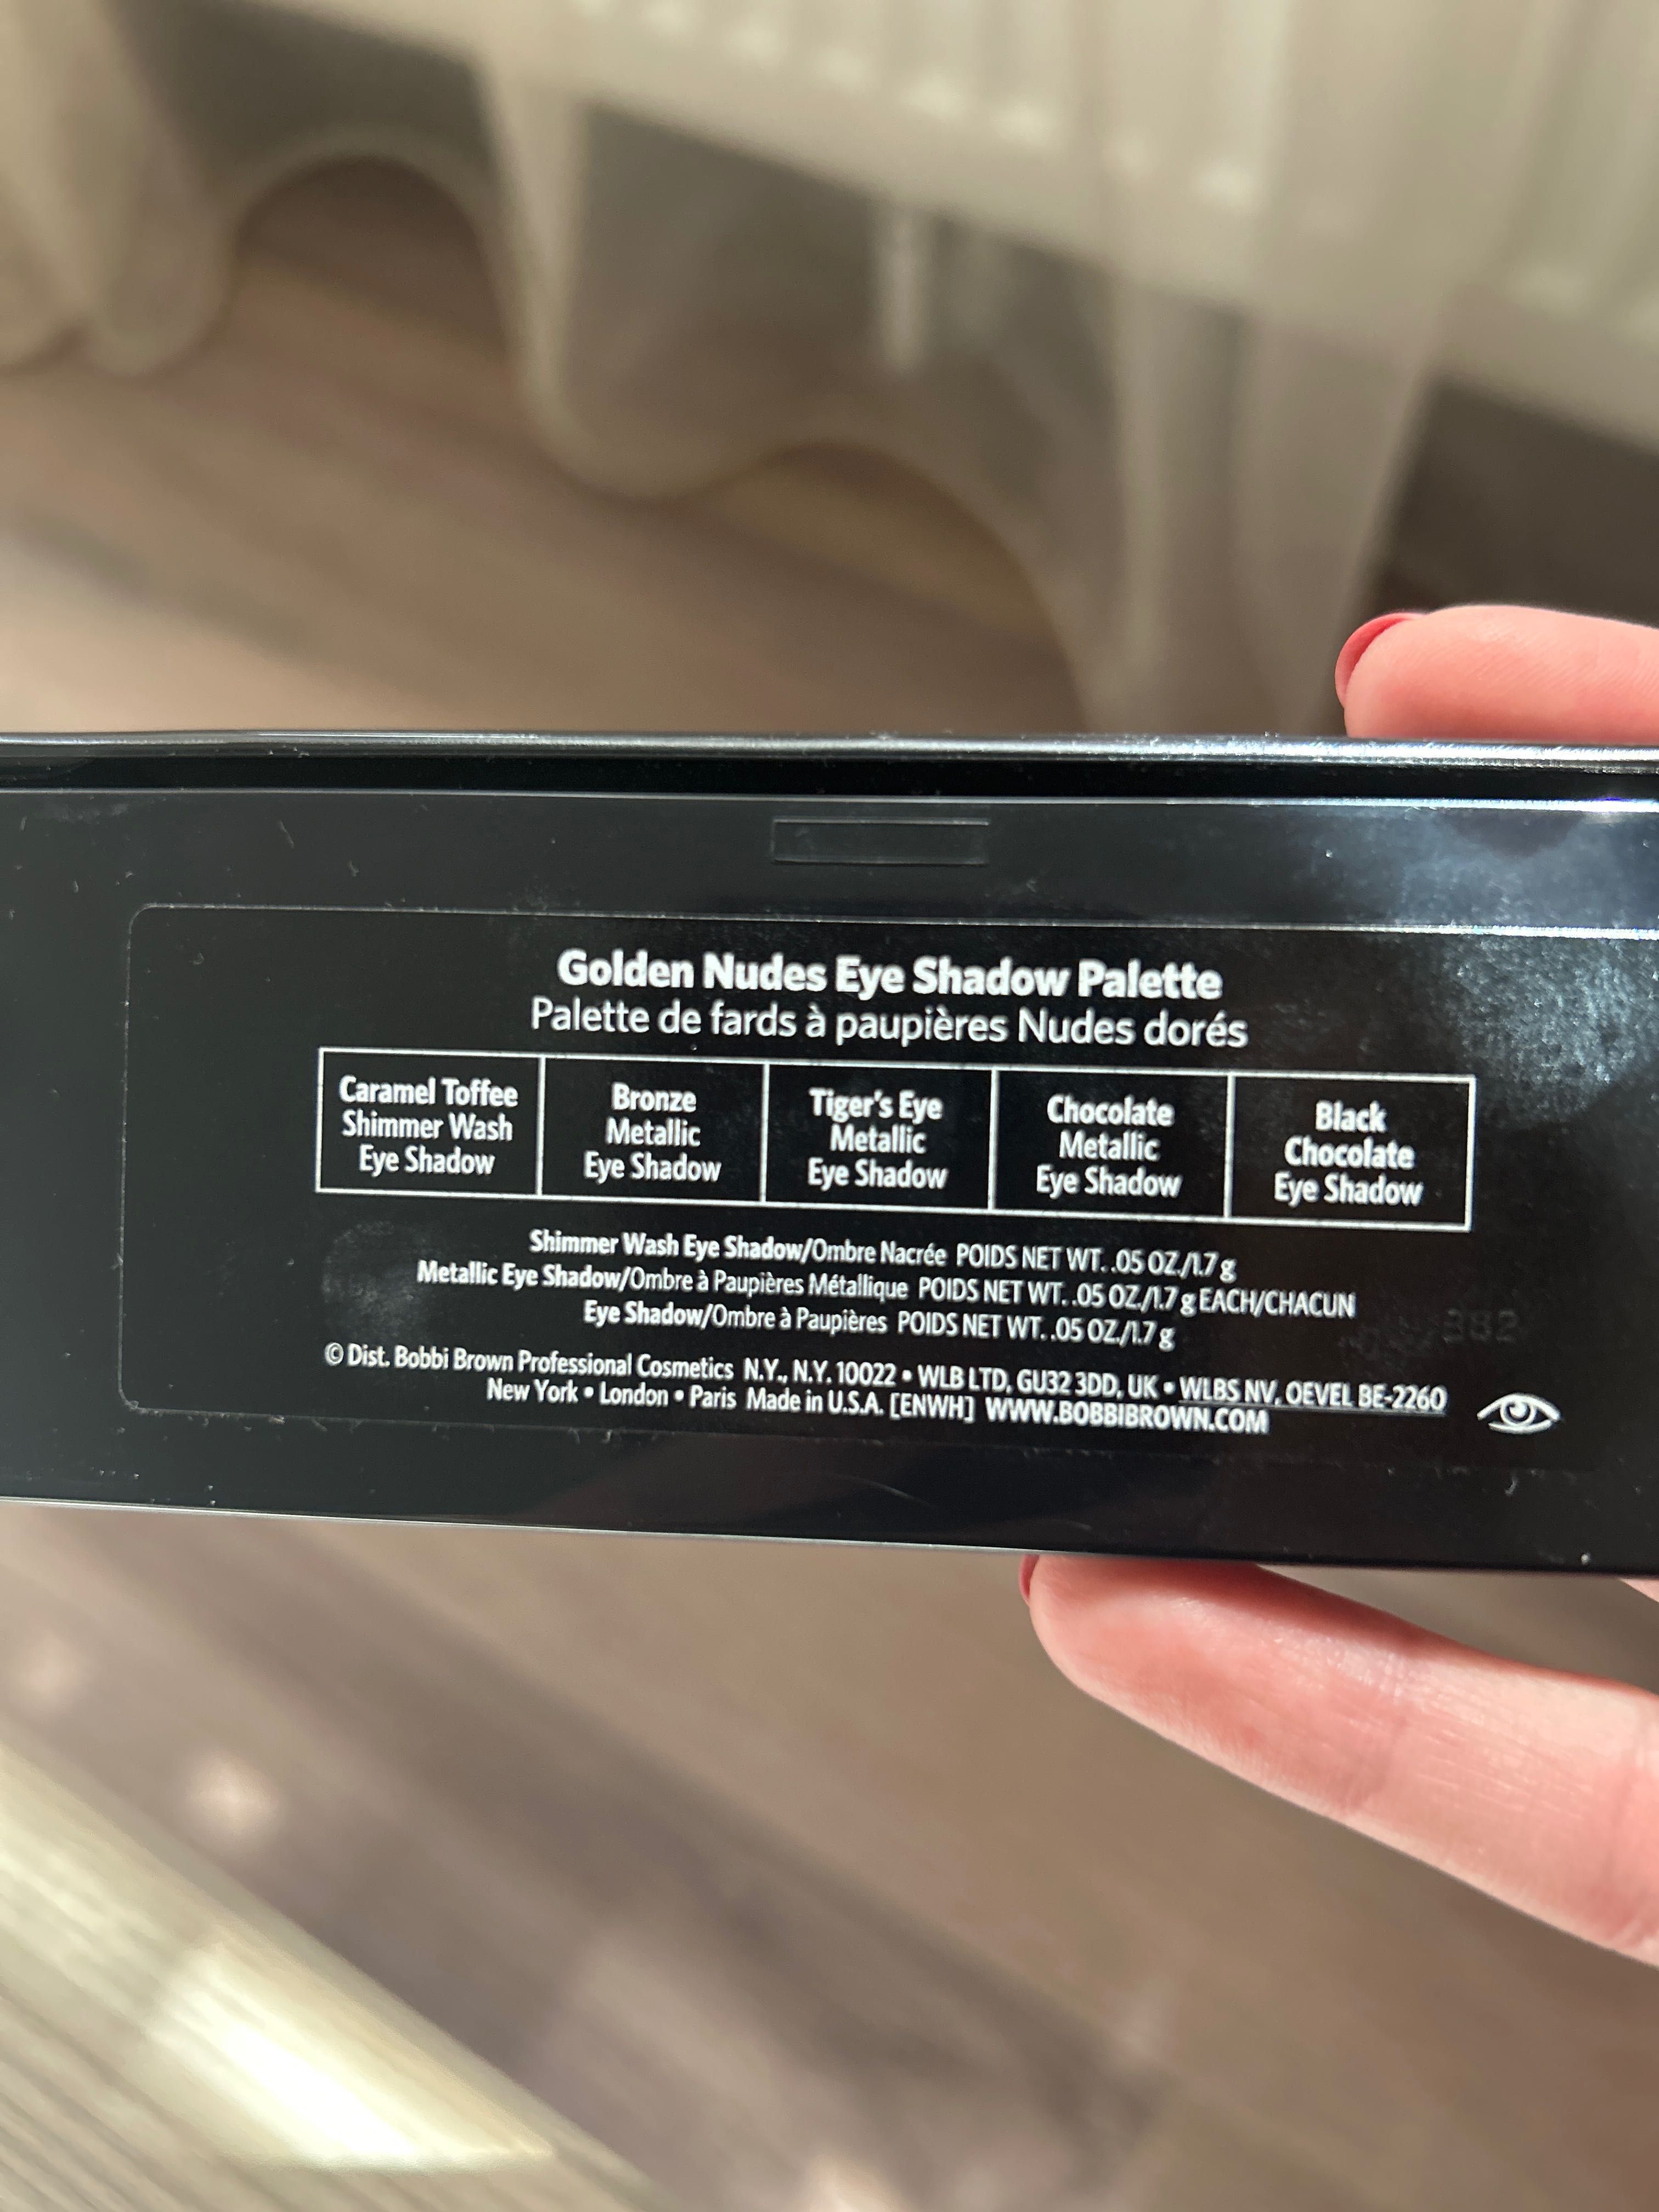 Golden Nudes Eye Shadow Palette
Palette de fards à paupières Nudes dorés
Caramel Toffee
Shimmer Wash
Eye Shadow
Bronze
Metallic
Eye Shadow
Tiger's Eye
Metallic
Eye Shadow
Chocolate
Metallic
Eye Shadow
Black
Chocolate
Eye Shadow
Shimmer Wash Eye Shadow/Ombre Nacrée POIDS NET WT. .05 OZ./1.7 g
Metallic Eye Shadow/Ombre à Paupières Métallique POIDS NET WT. .05 OZ./1.7 g EACH/CHACUN
Eye Shadow/Ombre à Paupières POIDS NET WT. .05 OZ./1.7 g
382
© Dist. Bobbi Brown Professional Cosmetics N.Y., N.Y. 10022 • WLB LTD, GU32 3DD, UK • WLBS NV, OEVEL BE-2260
New York • London • Paris Made in U.S.A. [ENWH] WWW.BOBBIBROWN.COM